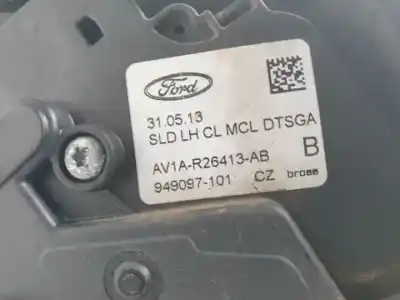 Ford
31.05.13
SLD LH CL MCL DTSGA
AV1A-R26413-AB B
949097-101 CZ brose